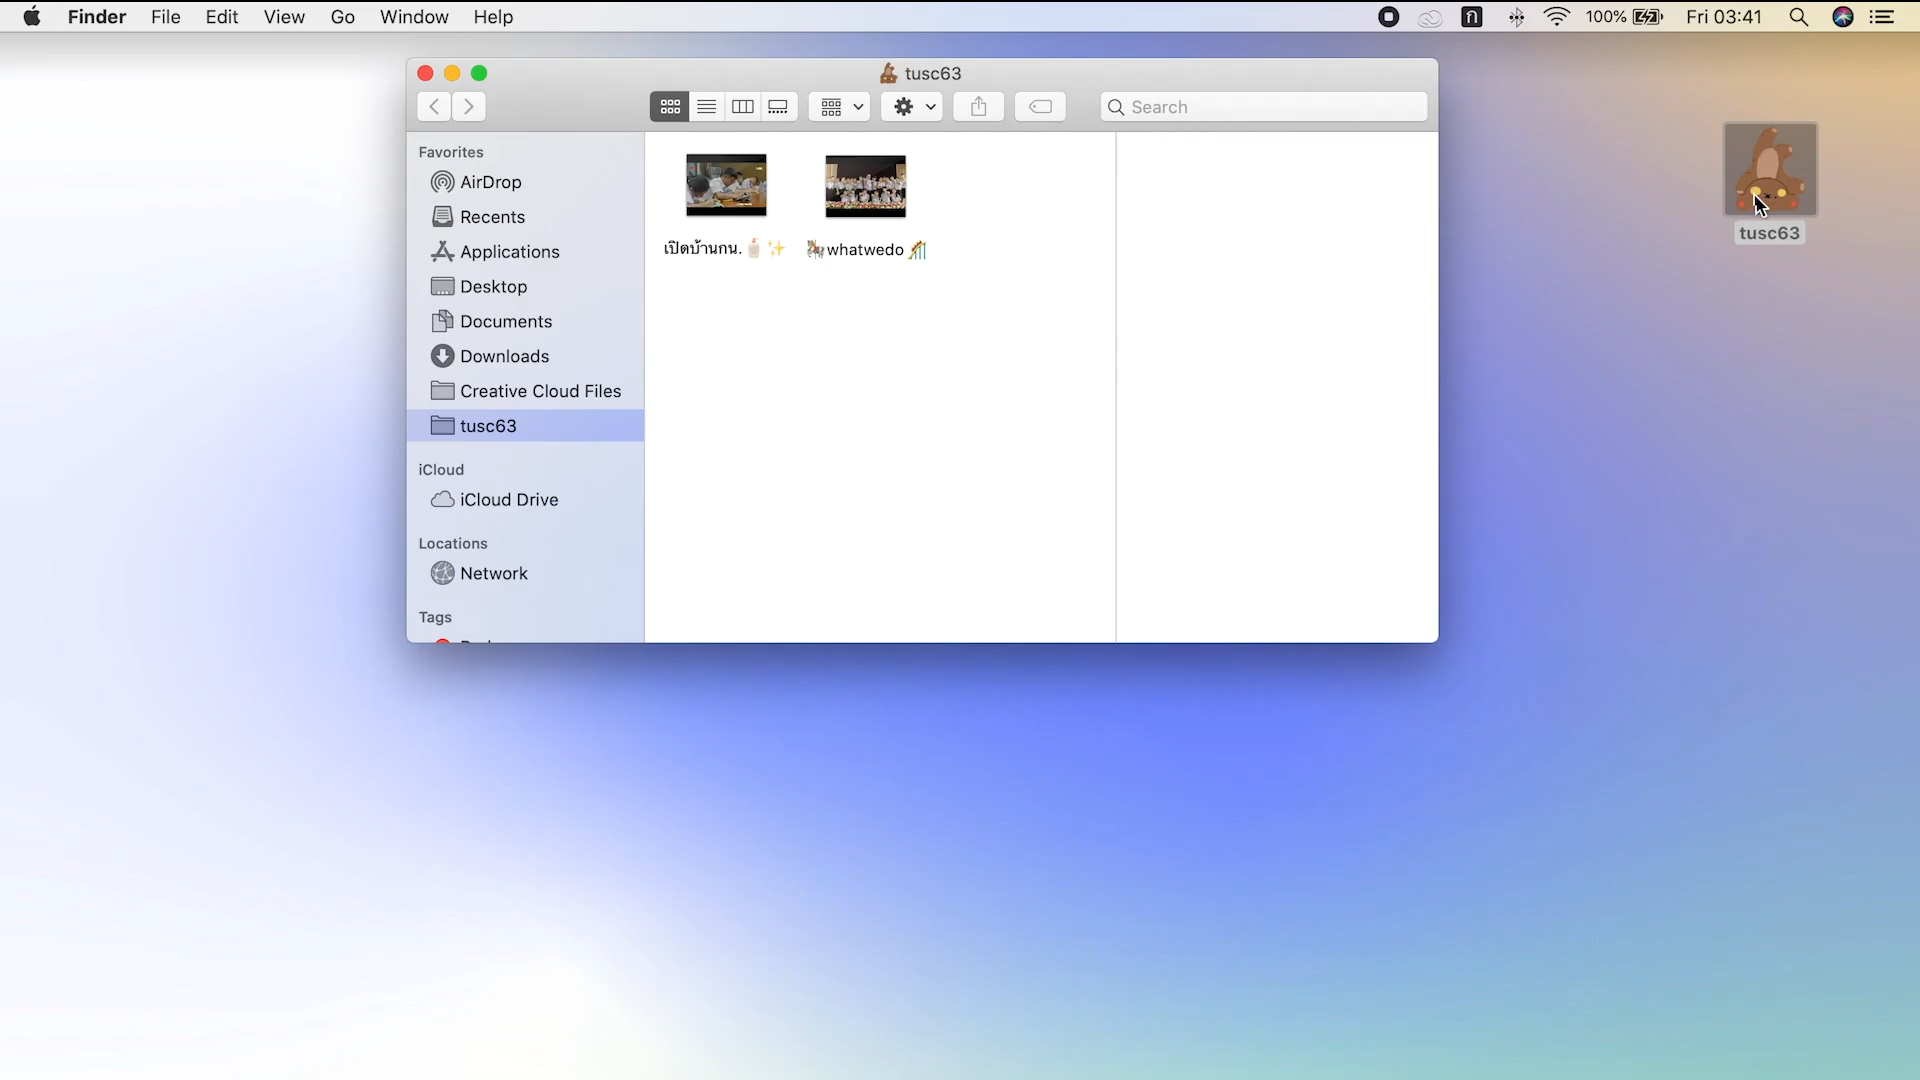 Finder File Edit View Go Window Help
ก 100% Fri 03:41
tusc63
Search
Favorites
AirDrop
Recents
Applications
Desktop
Documents
Downloads
Creative Cloud Files
tusc63
iCloud
iCloud Drive
Locations
Network
Tags
เปิดบ้านกน.🕯️✨
🎠whatwedo🎢
tusc63